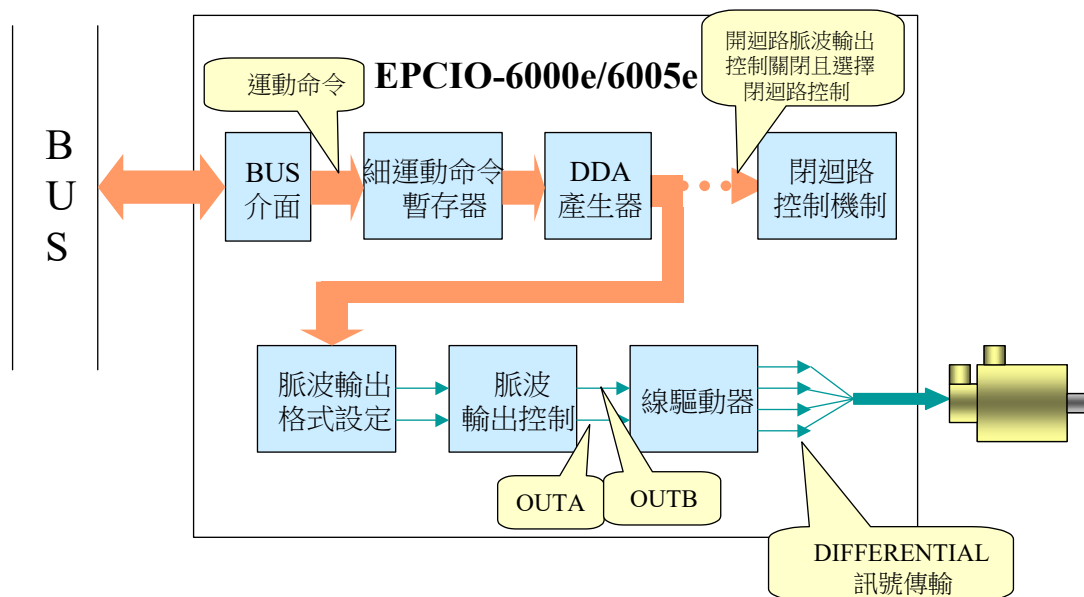 BUS
EPCIO-6000e/6005e
運動命令
開迴路脈波輸出
控制關閉且選擇
閉迴路控制
BUS
介面
細運動命令
暫存器
DDA
產生器
閉迴路
控制機制
脈波輸出
格式設定
脈波
輸出控制
線驅動器
OUTA
OUTB
DIFFERENTIAL
訊號傳輸